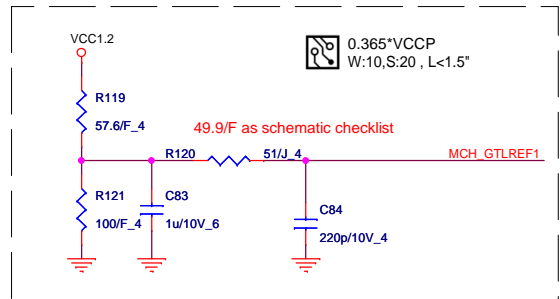 VCC1.2
0.365*VCCP
W:10,S:20 , L<1.5"
R119
57.6/F_4
49.9/F as schematic checklist
R120
51/J_4
MCH_GTLREF1
R121
100/F_4
C83
1u/10V_6
C84
220p/10V_4